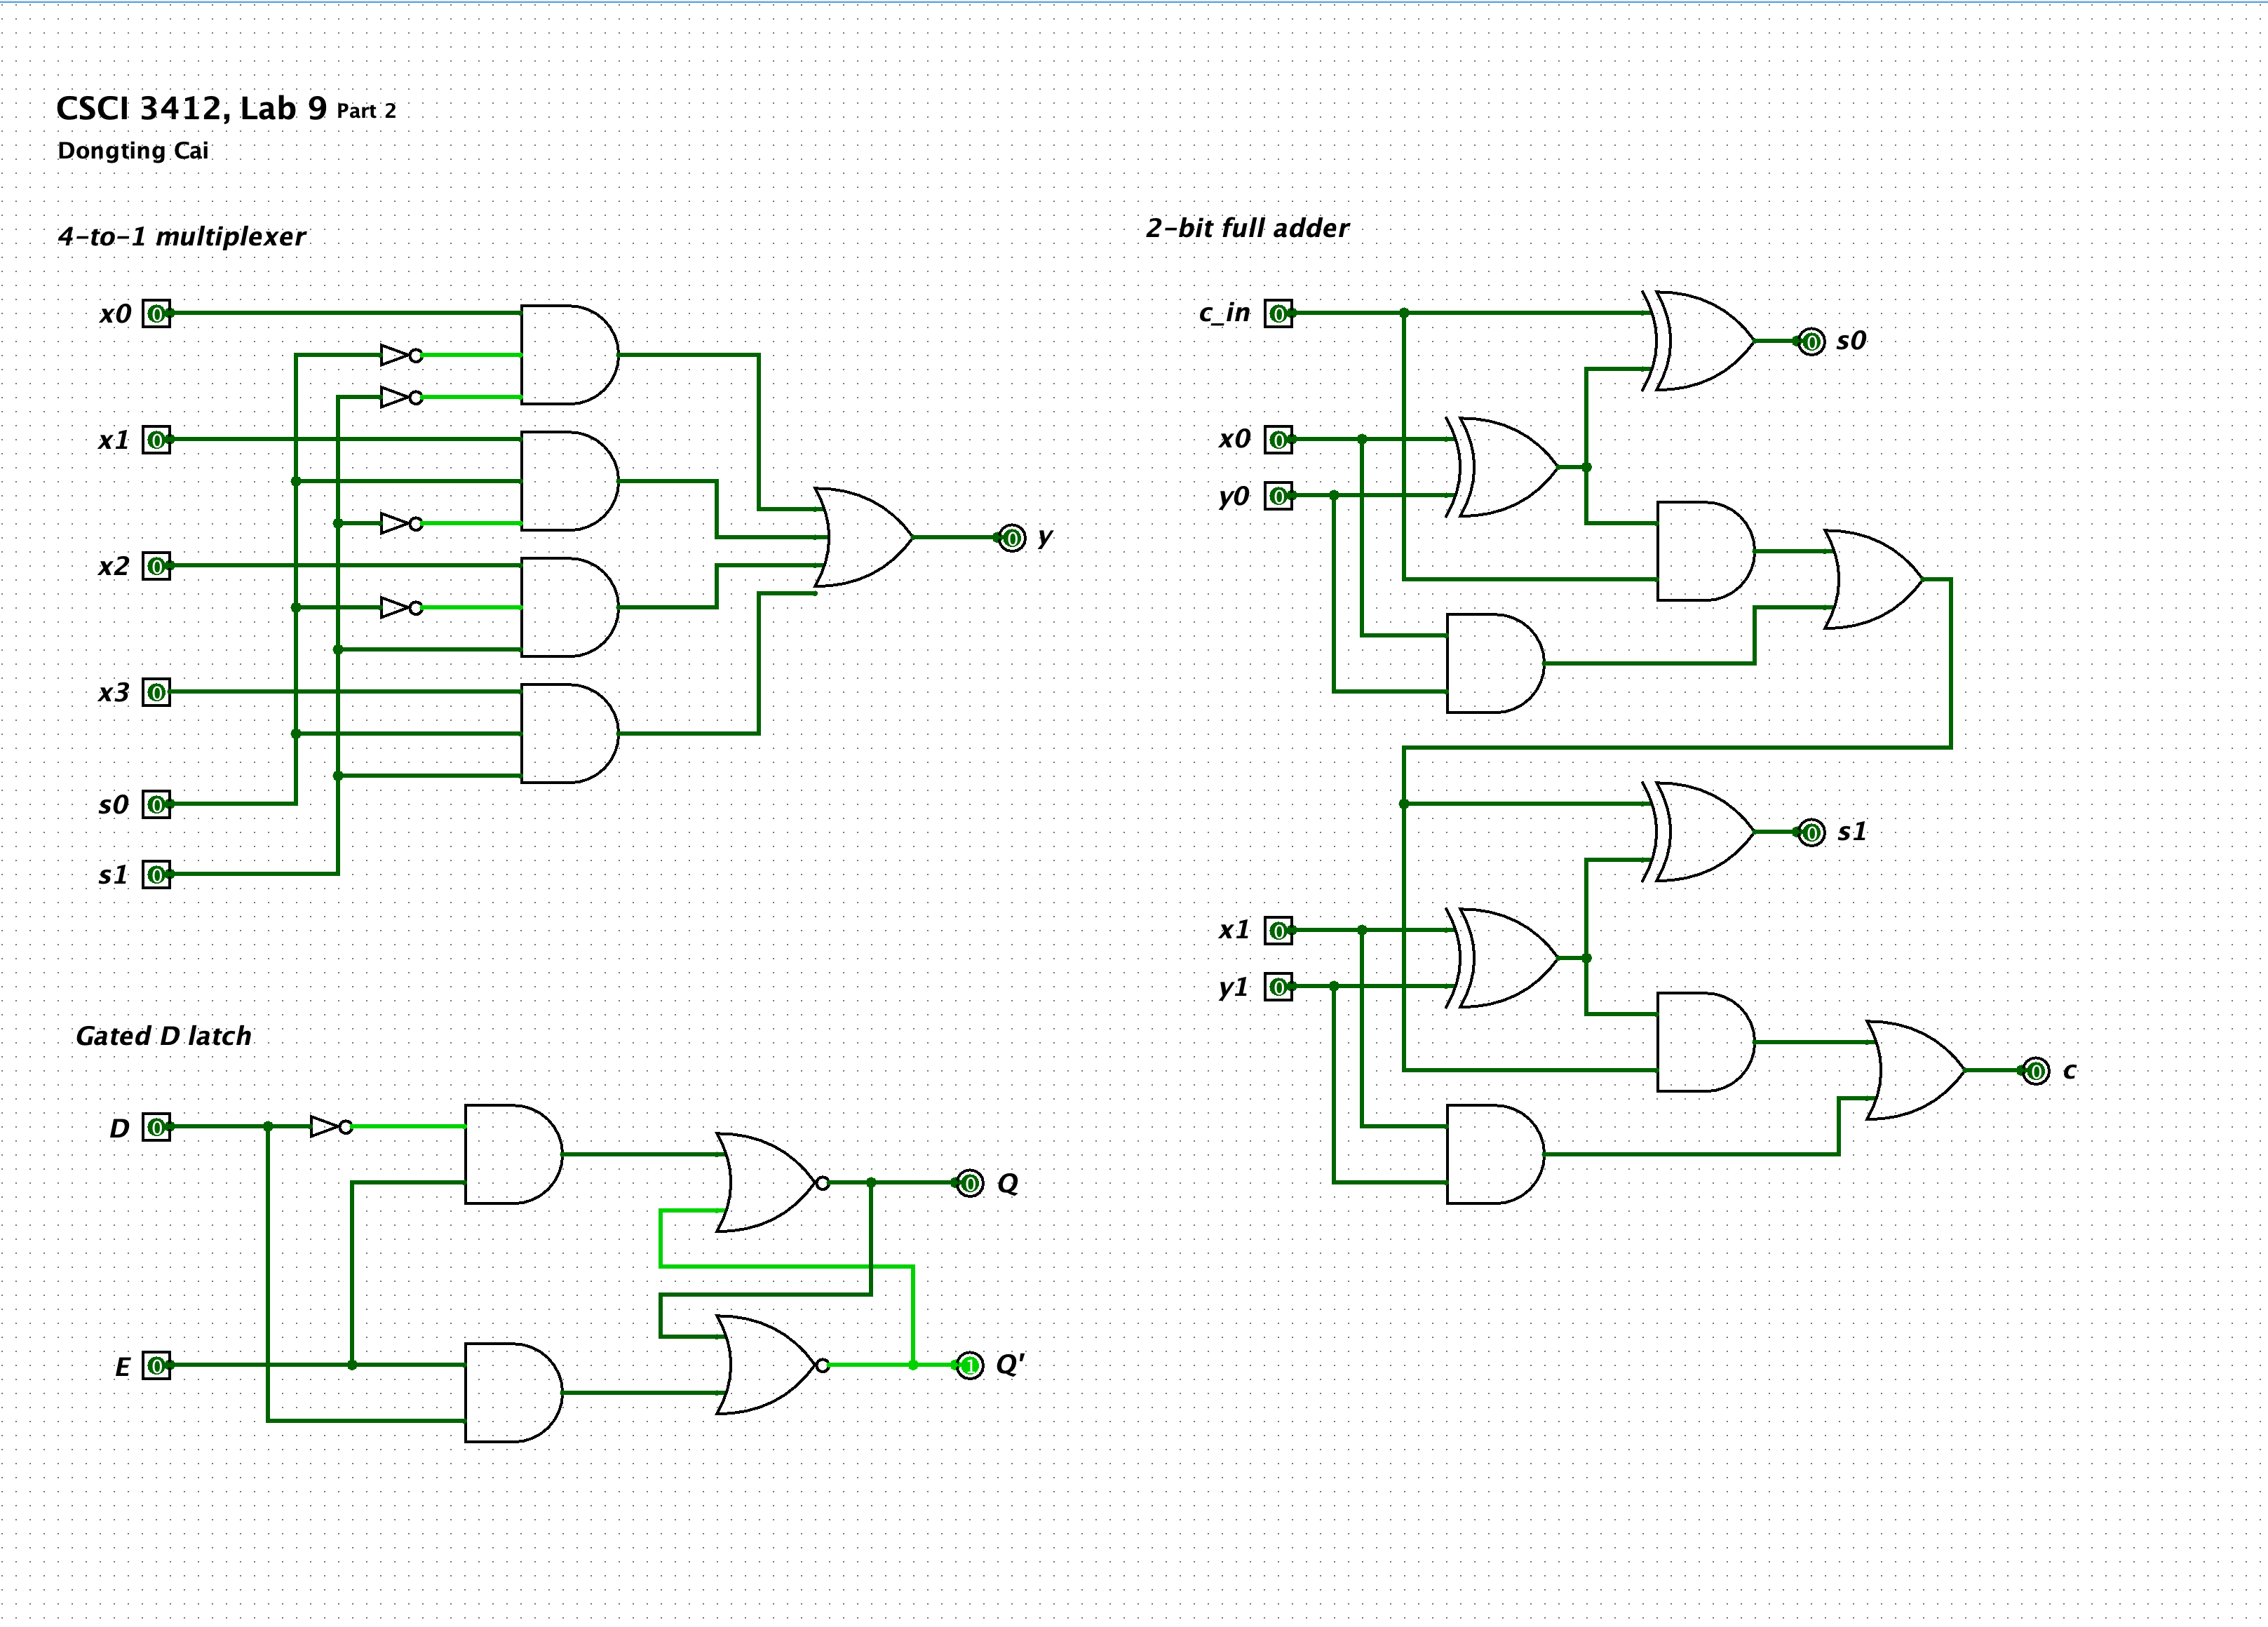 CSCI 3412, Lab 9 Part 2
Dongting Cai
4-to-1 multiplexer
x0 0
x1 0
x2 0
x3 0
s0 0
s1 0
0 y
2-bit full adder
c_in 0
0 s0
x0 0
y0 0
0 s1
x1 0
y1 0
0 c
Gated D latch
D 0
0 Q
E 0
1 Q'